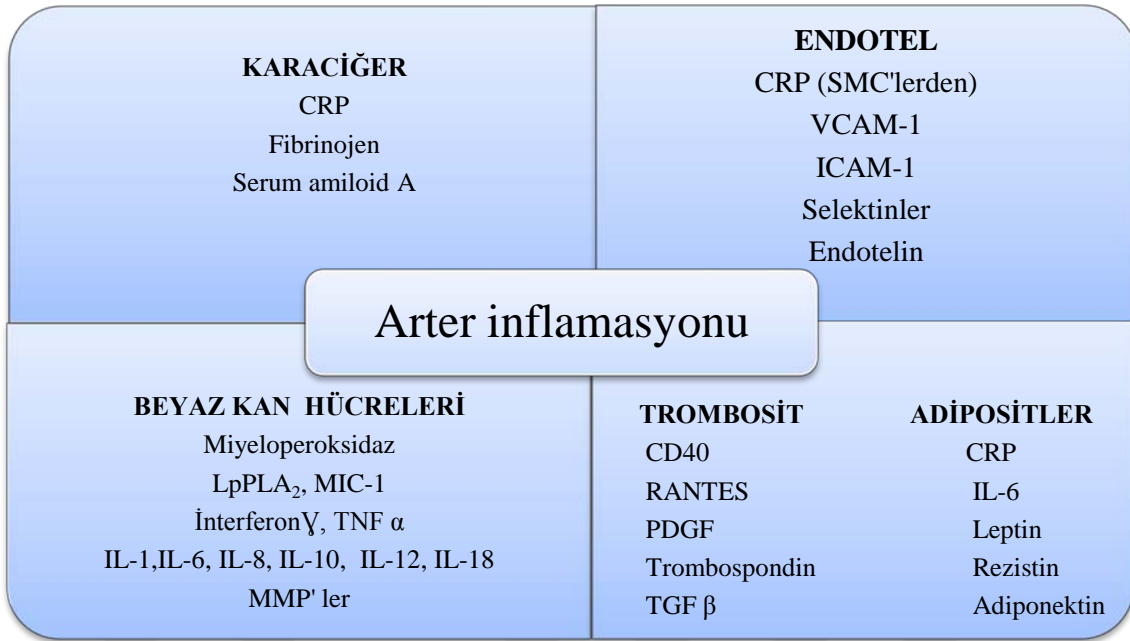 KARACİĞER
CRP
Fibrinojen
Serum amiloid A
ENDOTEL
CRP (SMC'lerden)
VCAM-1
ICAM-1
Selektinler
Endotelin
Arter inflamasyonu
BEYAZ KAN HÜCRELERİ
Miyeloperoksidaz
LpPLA₂, MIC-1
İnterferonƔ, TNF α
IL-1,IL-6, IL-8, IL-10, IL-12, IL-18
MMP' ler
TROMBOSİT
CD40
RANTES
PDGF
Trombospondin
TGF β
ADİPOSİTLER
CRP
IL-6
Leptin
Rezistin
Adiponektin